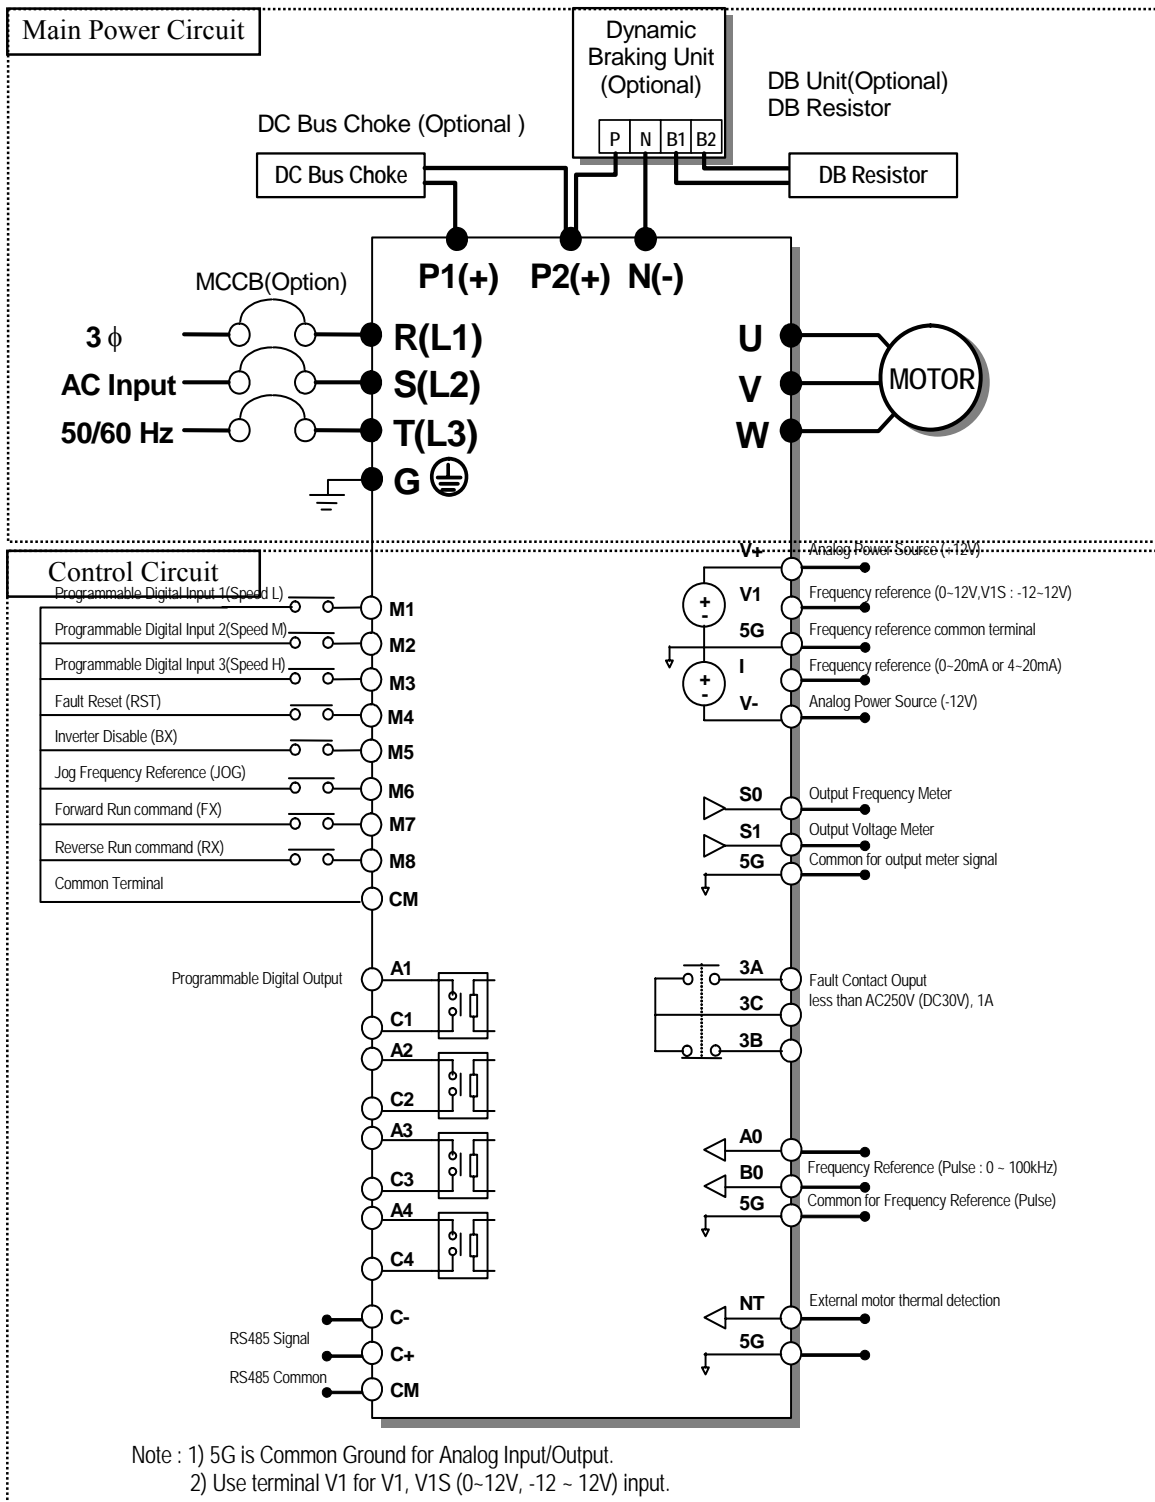 Main Power Circuit
Dynamic
Braking Unit
(Optional)
P N B1 B2
DB Unit(Optional)
DB Resistor
DC Bus Choke (Optional )
DC Bus Choke
DB Resistor
P1(+) P2(+) N(-)
MCCB(Option)
3 ϕ
R(L1)
U
AC Input
S(L2)
V
MOTOR
50/60 Hz
T(L3)
W
G
Control Circuit
Programmable Digital Input 1(Speed L)
M1
Programmable Digital Input 2(Speed M)
M2
Programmable Digital Input 3(Speed H)
M3
Fault Reset (RST)
M4
Inverter Disable (BX)
M5
Jog Frequency Reference (JOG)
M6
Forward Run command (FX)
M7
Reverse Run command (RX)
M8
Common Terminal
CM
V+ Analog Power Source (+12V)
+
-
V1 Frequency reference (0~12V,V1S : -12~12V)
5G Frequency reference common terminal
+
-
I Frequency reference (0~20mA or 4~20mA)
V- Analog Power Source (-12V)
S0 Output Frequency Meter
S1 Output Voltage Meter
5G Common for output meter signal
Programmable Digital Output
A1
C1
A2
C2
A3
C3
A4
C4
3A Fault Contact Ouput
less than AC250V (DC30V), 1A
3C
3B
A0
Frequency Reference (Pulse : 0 ~ 100kHz)
B0
5G Common for Frequency Reference (Pulse)
NT External motor thermal detection
5G
C-
RS485 Signal
C+
RS485 Common
CM
Note : 1) 5G is Common Ground for Analog Input/Output.
2) Use terminal V1 for V1, V1S (0~12V, -12 ~ 12V) input.